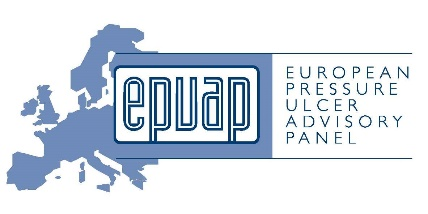 epuap
EUROPEAN
PRESSURE
ULCER
ADVISORY
PANEL